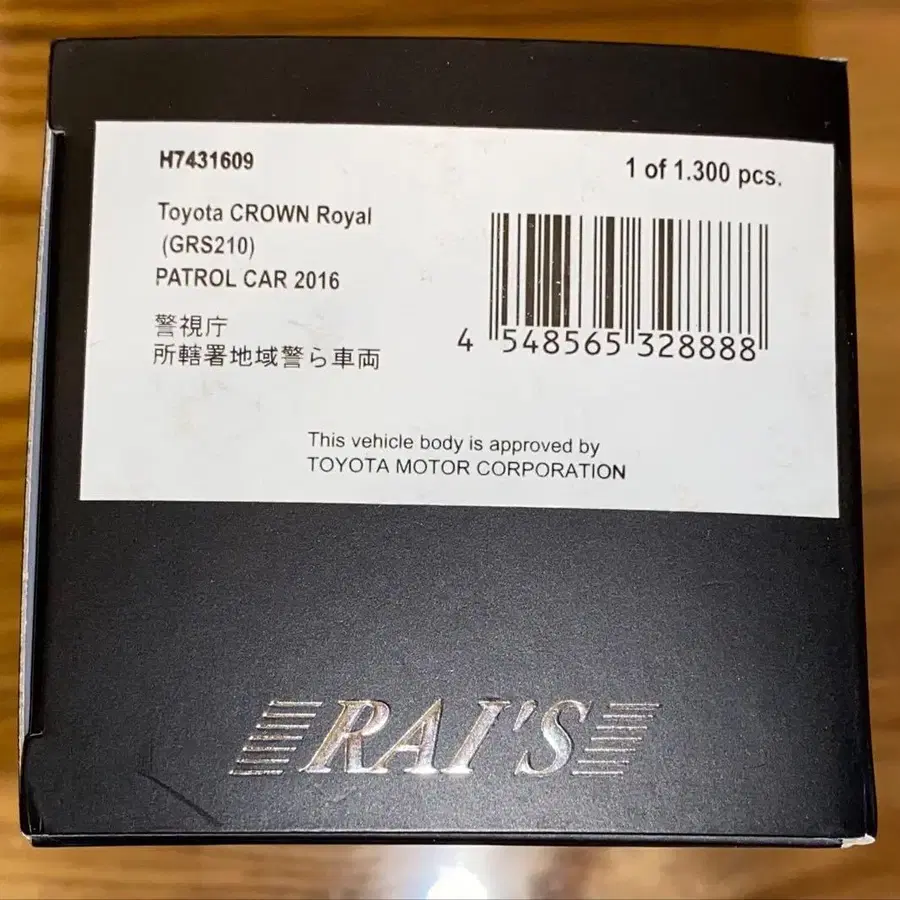 H7431609
1 of 1.300 pcs.
Toyota CROWN Royal
(GRS210)
PATROL CAR 2016
警視庁
所轄署地域警ら車両
4 548565 328888
This vehicle body is approved by
TOYOTA MOTOR CORPORATION
RAI'S